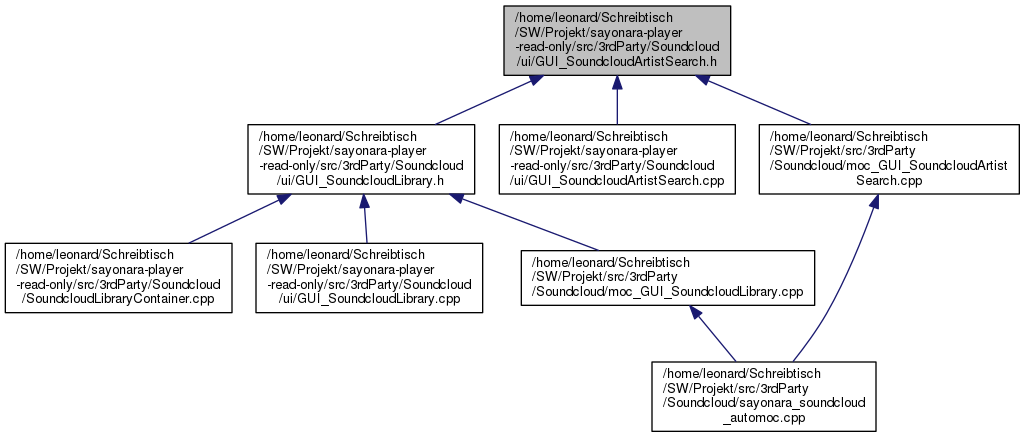 /home/leonard/Schreibtisch
/SW/Projekt/sayonara-player
-read-only/src/3rdParty/Soundcloud
/ui/GUI_SoundcloudArtistSearch.h
/home/leonard/Schreibtisch
/SW/Projekt/sayonara-player
-read-only/src/3rdParty/Soundcloud
/ui/GUI_SoundcloudLibrary.h
/home/leonard/Schreibtisch
/SW/Projekt/sayonara-player
-read-only/src/3rdParty/Soundcloud
/ui/GUI_SoundcloudArtistSearch.cpp
/home/leonard/Schreibtisch
/SW/Projekt/src/3rdParty
/Soundcloud/moc_GUI_SoundcloudArtist
Search.cpp
/home/leonard/Schreibtisch
/SW/Projekt/sayonara-player
-read-only/src/3rdParty/Soundcloud
/SoundcloudLibraryContainer.cpp
/home/leonard/Schreibtisch
/SW/Projekt/sayonara-player
-read-only/src/3rdParty/Soundcloud
/ui/GUI_SoundcloudLibrary.cpp
/home/leonard/Schreibtisch
/SW/Projekt/src/3rdParty
/Soundcloud/moc_GUI_SoundcloudLibrary.cpp
/home/leonard/Schreibtisch
/SW/Projekt/src/3rdParty
/Soundcloud/sayonara_soundcloud
_automoc.cpp